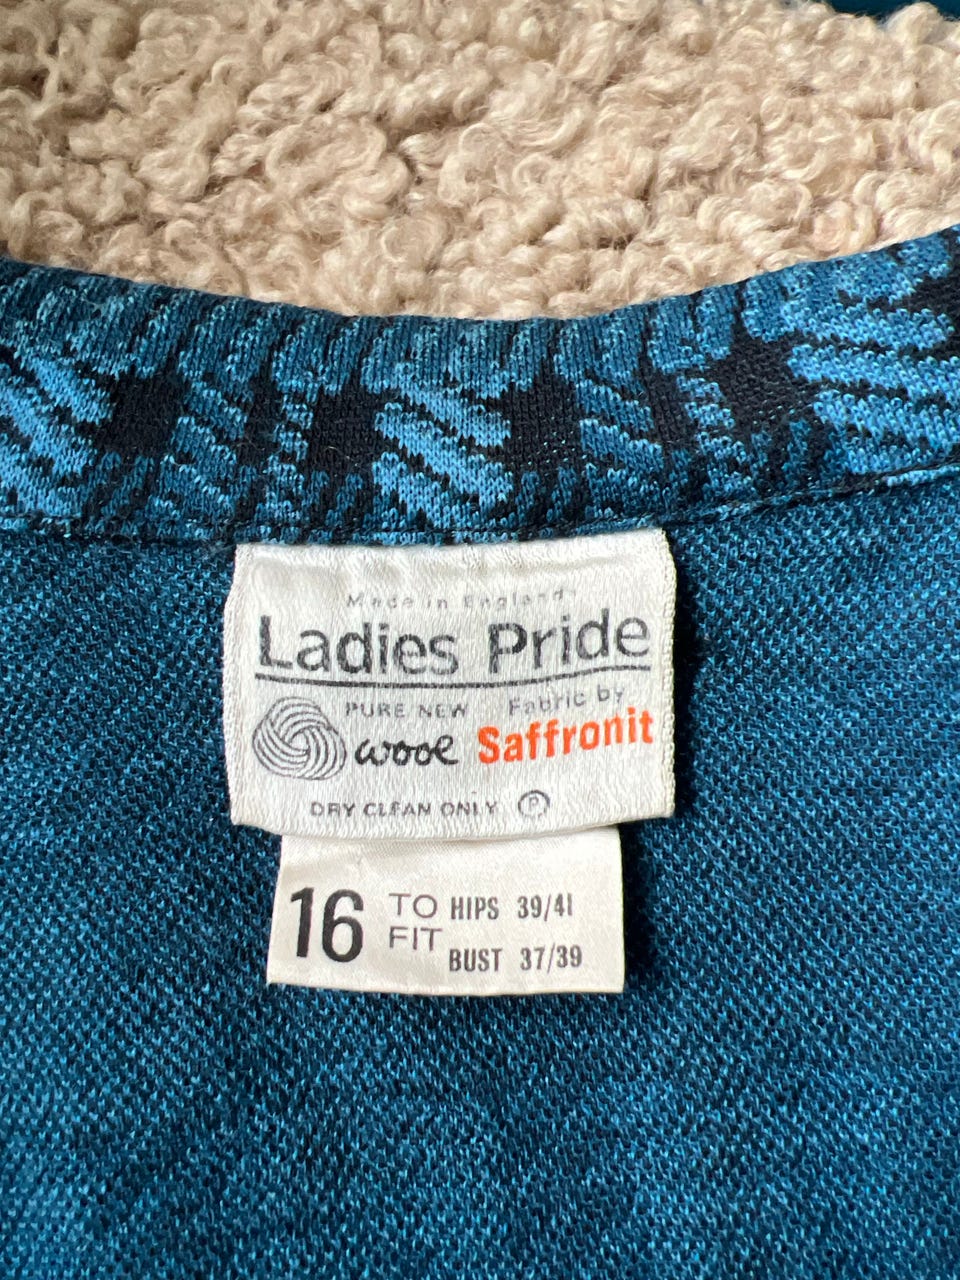 Made in England
Ladies Pride
PURE NEW Fabric by
wool Saffronit
DRY CLEAN ONLY P
16 TO FIT HIPS 39/41
BUST 37/39